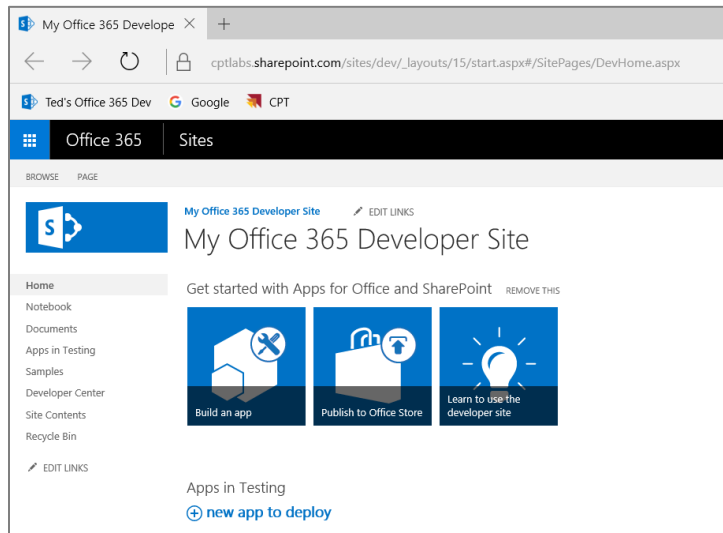 My Office 365 Develope
cptlabs.sharepoint.com/sites/dev/_layouts/15/start.aspx#/SitePages/DevHome.aspx
Ted's Office 365 Dev Google CPT
Office 365 Sites
BROWSE PAGE
S
My Office 365 Developer Site EDIT LINKS
My Office 365 Developer Site
Home
Notebook
Documents
Apps in Testing
Samples
Developer Center
Site Contents
Recycle Bin
EDIT LINKS
Get started with Apps for Office and SharePoint REMOVE THIS
Build an app
Publish to Office Store
Learn to use the
developer site
Apps in Testing
new app to deploy